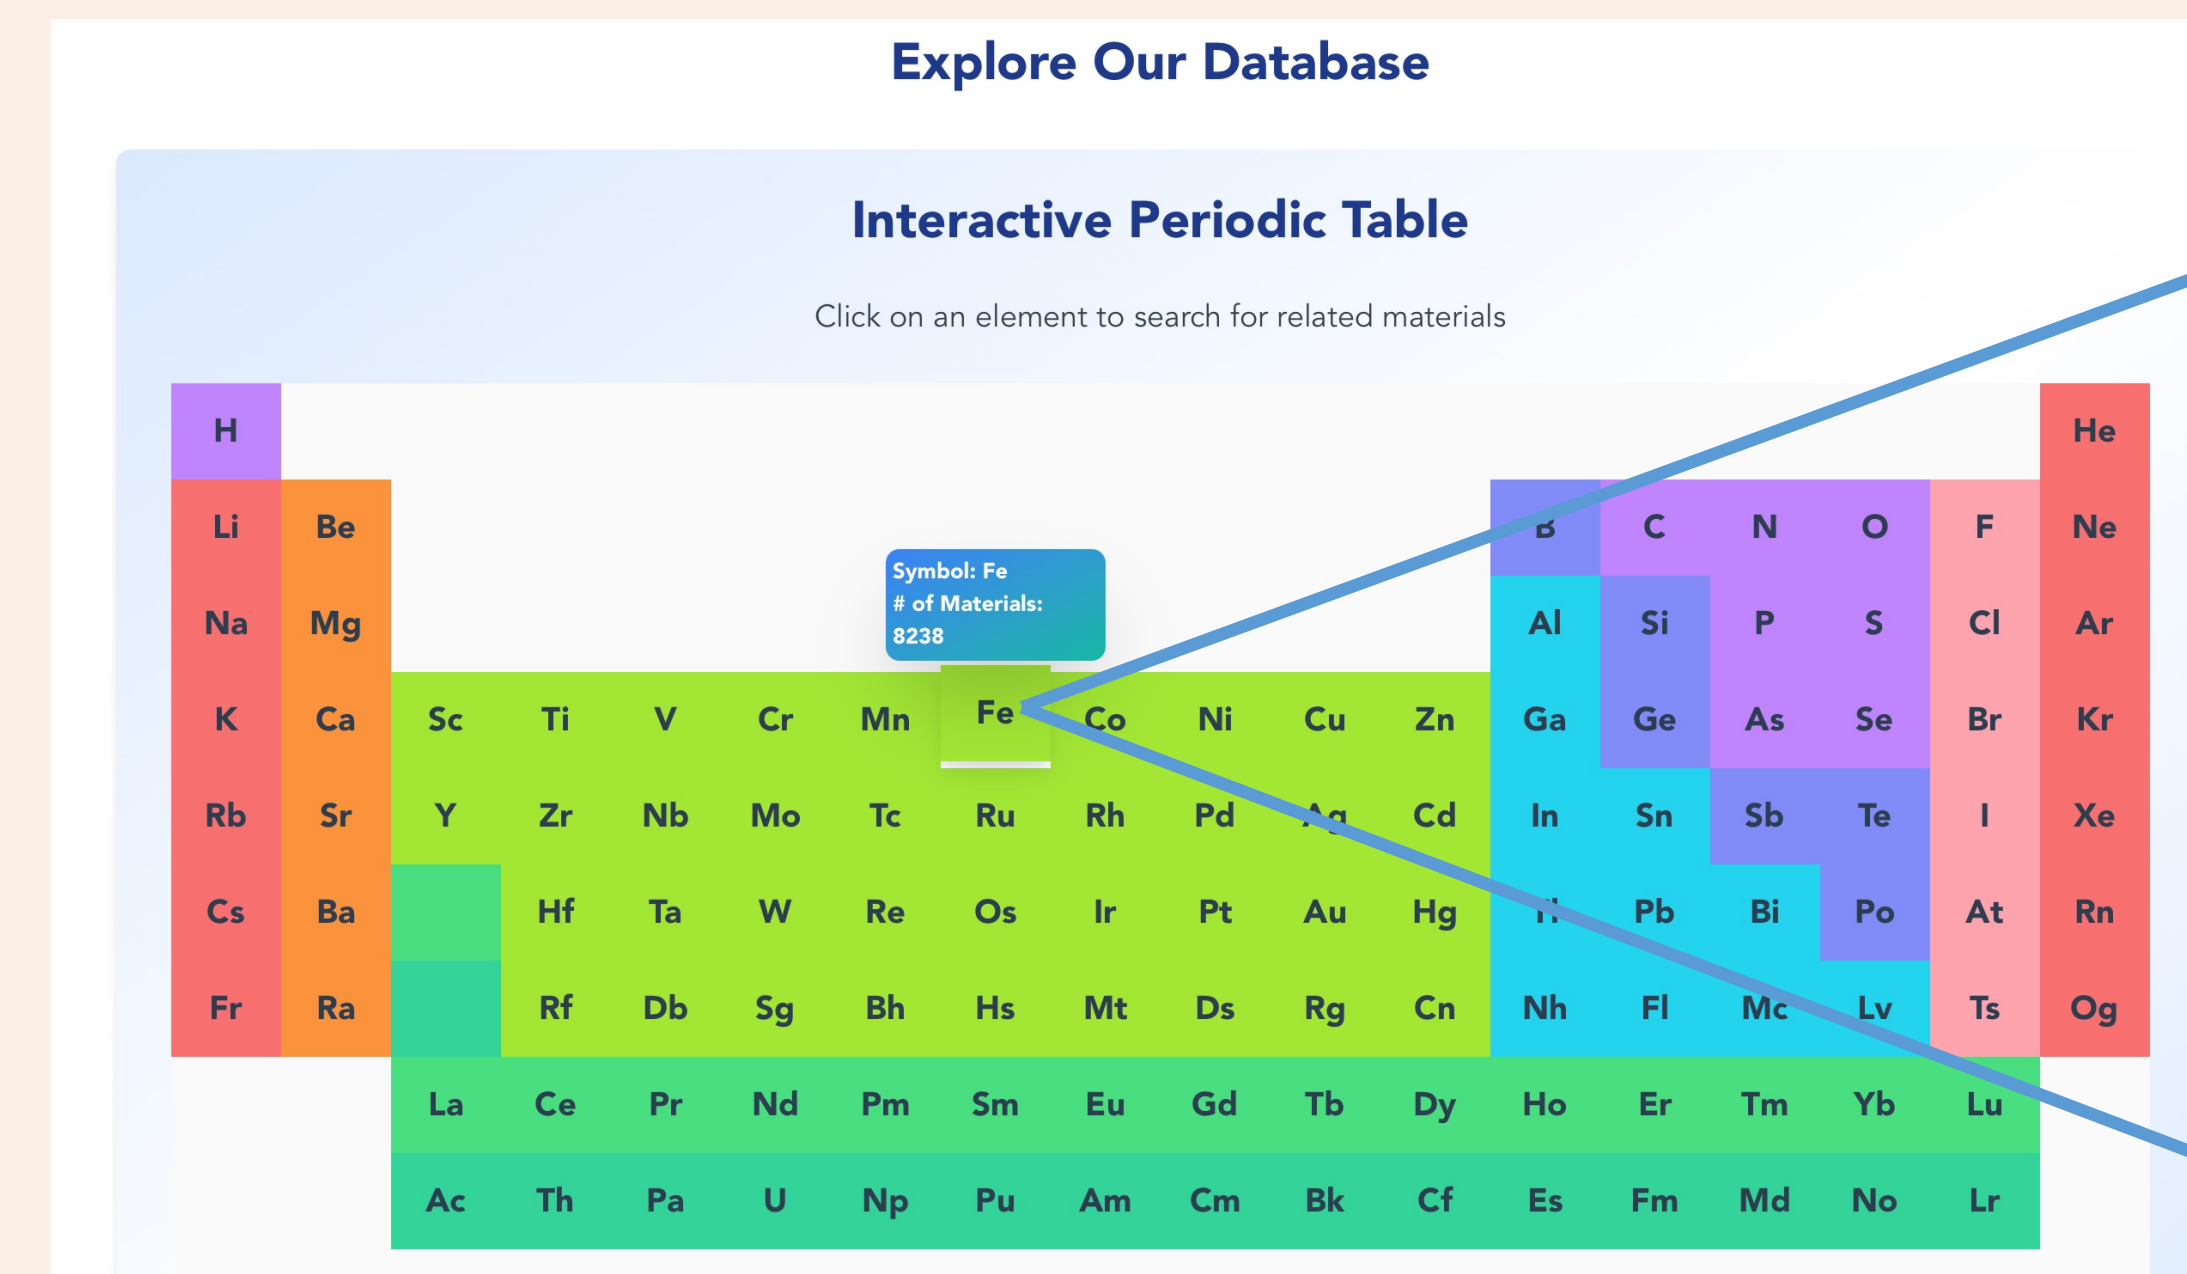 Explore Our Database
Interactive Periodic Table
Click on an element to search for related materials
H He
Li Be B C N O F Ne
Symbol: Fe
# of Materials:
8238
Na Mg Al Si P S Cl Ar
K Ca Sc Ti V Cr Mn Fe Co Ni Cu Zn Ga Ge As Se Br Kr
Rb Sr Y Zr Nb Mo Tc Ru Rh Pd Ag Cd In Sn Sb Te I Xe
Cs Ba Hf Ta W Re Os Ir Pt Au Hg Tl Pb Bi Po At Rn
Fr Ra Rf Db Sg Bh Hs Mt Ds Rg Cn Nh Fl Mc Lv Ts Og
La Ce Pr Nd Pm Sm Eu Gd Tb Dy Ho Er Tm Yb Lu
Ac Th Pa U Np Pu Am Cm Bk Cf Es Fm Md No Lr